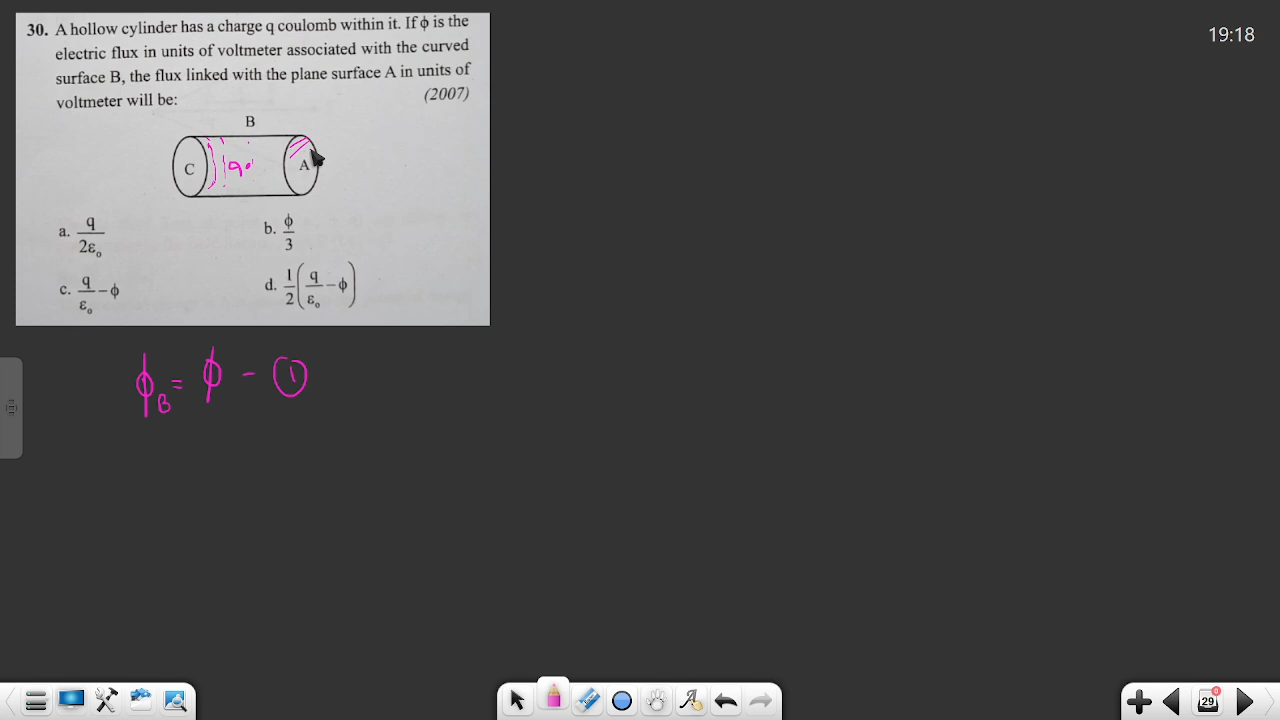 19:18
30. A hollow cylinder has a charge q coulomb within it. If ϕ is the
electric flux in units of voltmeter associated with the curved
surface B, the flux linked with the plane surface A in units of
voltmeter will be: (2007)
B
C q A
a. q/2ε₀ b. ϕ/3
c. q/ε₀ − ϕ d. 1/2(q/ε₀ − ϕ)
ϕ_B = ϕ − ①
29
0